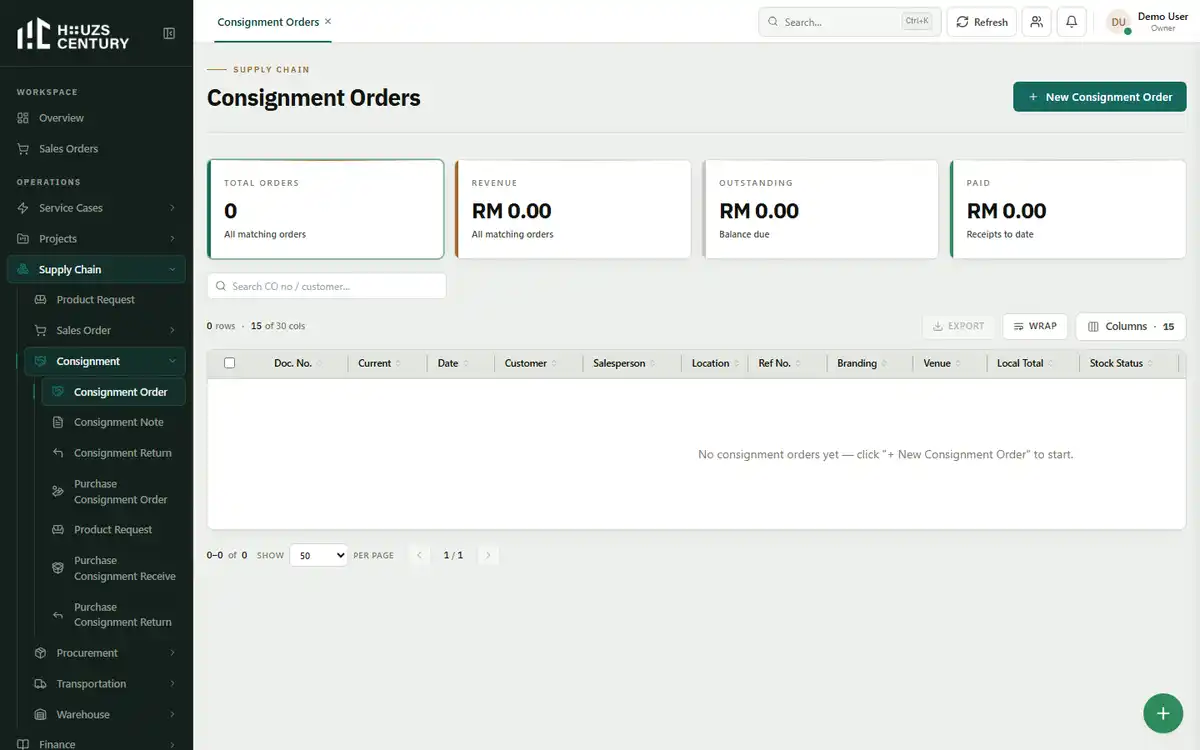 HOUZS
CENTURY
WORKSPACE
Overview
Sales Orders
OPERATIONS
Service Cases
Projects
Supply Chain
Product Request
Sales Order
Consignment
Consignment Order
Consignment Note
Consignment Return
Purchase
Consignment Order
Product Request
Purchase
Consignment Receive
Purchase
Consignment Return
Procurement
Transportation
Warehouse
Finance
Consignment Orders ×
Search... Ctrl+K
Refresh
DU
Demo User
Owner
SUPPLY CHAIN
Consignment Orders
+ New Consignment Order
TOTAL ORDERS
0
All matching orders
REVENUE
RM 0.00
All matching orders
OUTSTANDING
RM 0.00
Balance due
PAID
RM 0.00
Receipts to date
Search CO no / customer...
0 rows · 15 of 30 cols
EXPORT
WRAP
Columns · 15
Doc. No. Current Date Customer Salesperson Location Ref No. Branding Venue Local Total Stock Status
No consignment orders yet — click "+ New Consignment Order" to start.
0–0 of 0 SHOW 50 PER PAGE < 1 / 1 >
+